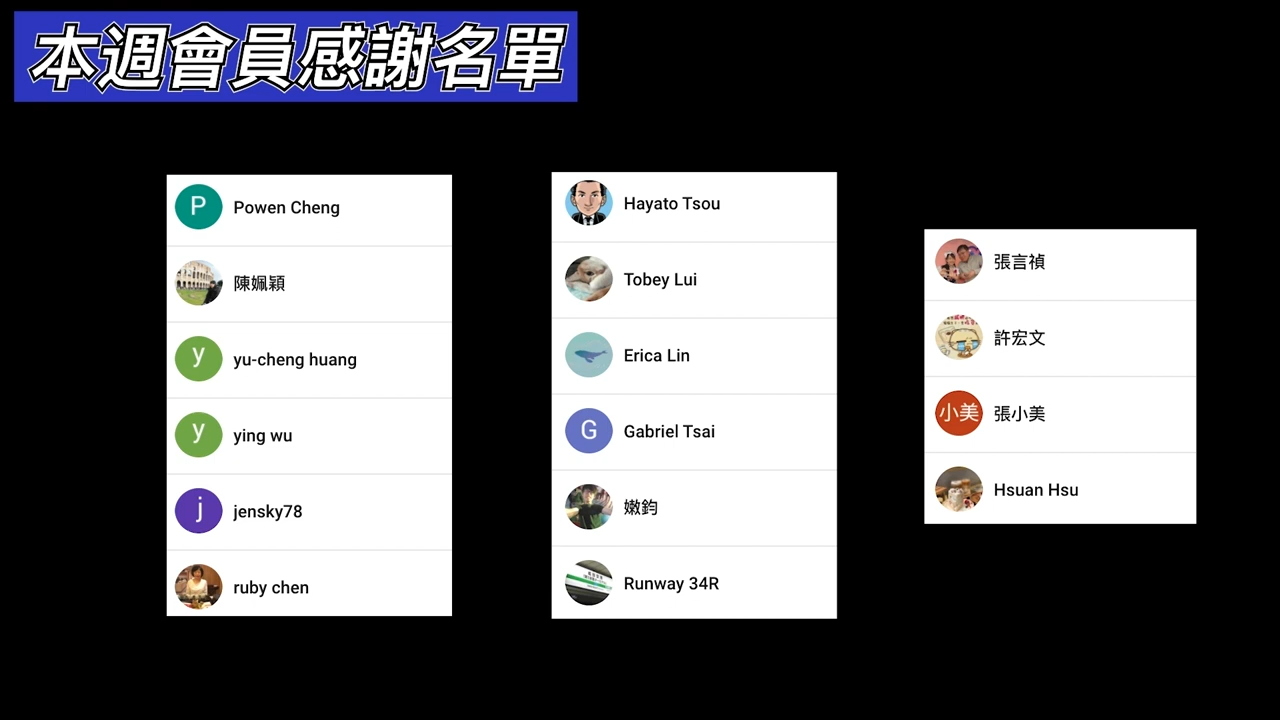 本週會員感謝名單
P Powen Cheng
陳姵穎
y yu-cheng huang
y ying wu
j jensky78
ruby chen
Hayato Tsou
Tobey Lui
Erica Lin
G Gabriel Tsai
嫩鈞
Runway 34R
張言禎
許宏文
小美 張小美
Hsuan Hsu